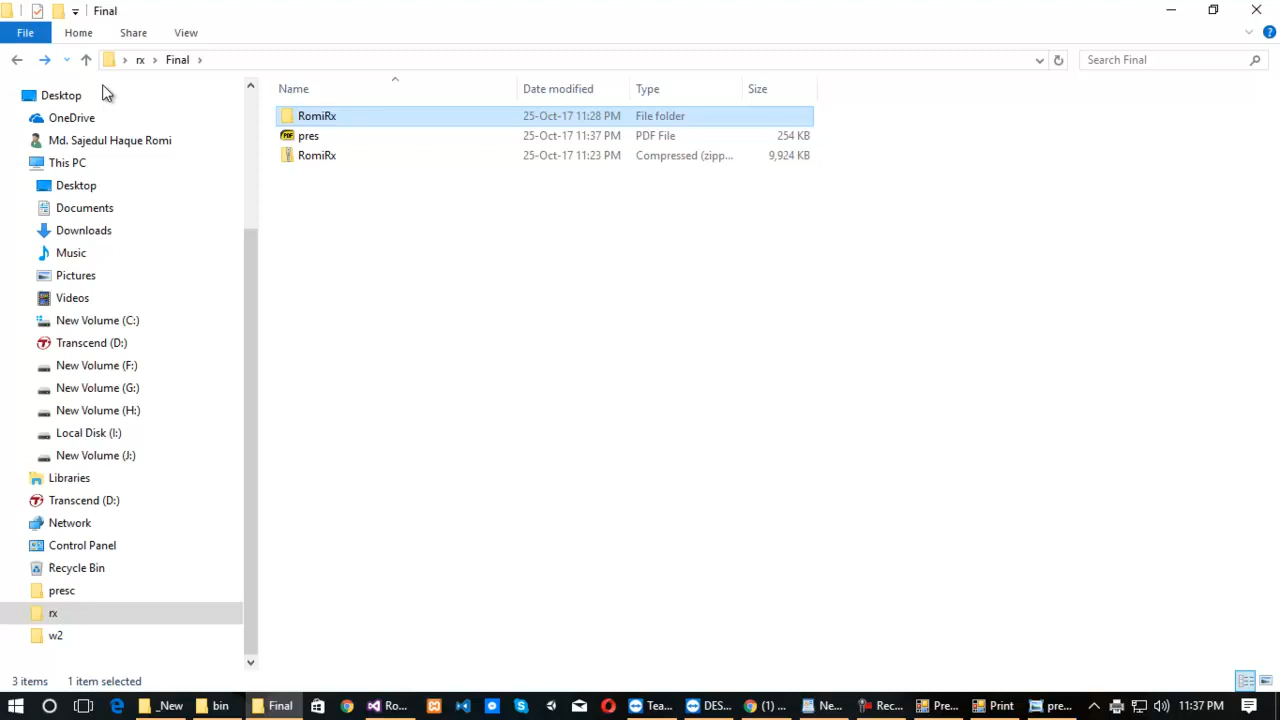 Final
File Home Share View
rx Final
Search Final
Name Date modified Type Size
Desktop
OneDrive
Md. Sajedul Haque Romi
This PC
Desktop
Documents
Downloads
Music
Pictures
Videos
New Volume (C:)
Transcend (D:)
New Volume (F:)
New Volume (G:)
New Volume (H:)
Local Disk (I:)
New Volume (J:)
Libraries
Transcend (D:)
Network
Control Panel
Recycle Bin
presc
rx
w2
RomiRx 25-Oct-17 11:28 PM File folder
PDF pres 25-Oct-17 11:37 PM PDF File 254 KB
RomiRx 25-Oct-17 11:23 PM Compressed (zipp... 9,924 KB
3 items 1 item selected
_New bin Final Ro... Tea... DES... (1) ... Ne... Rec... Pre... Print pre... 11:37 PM